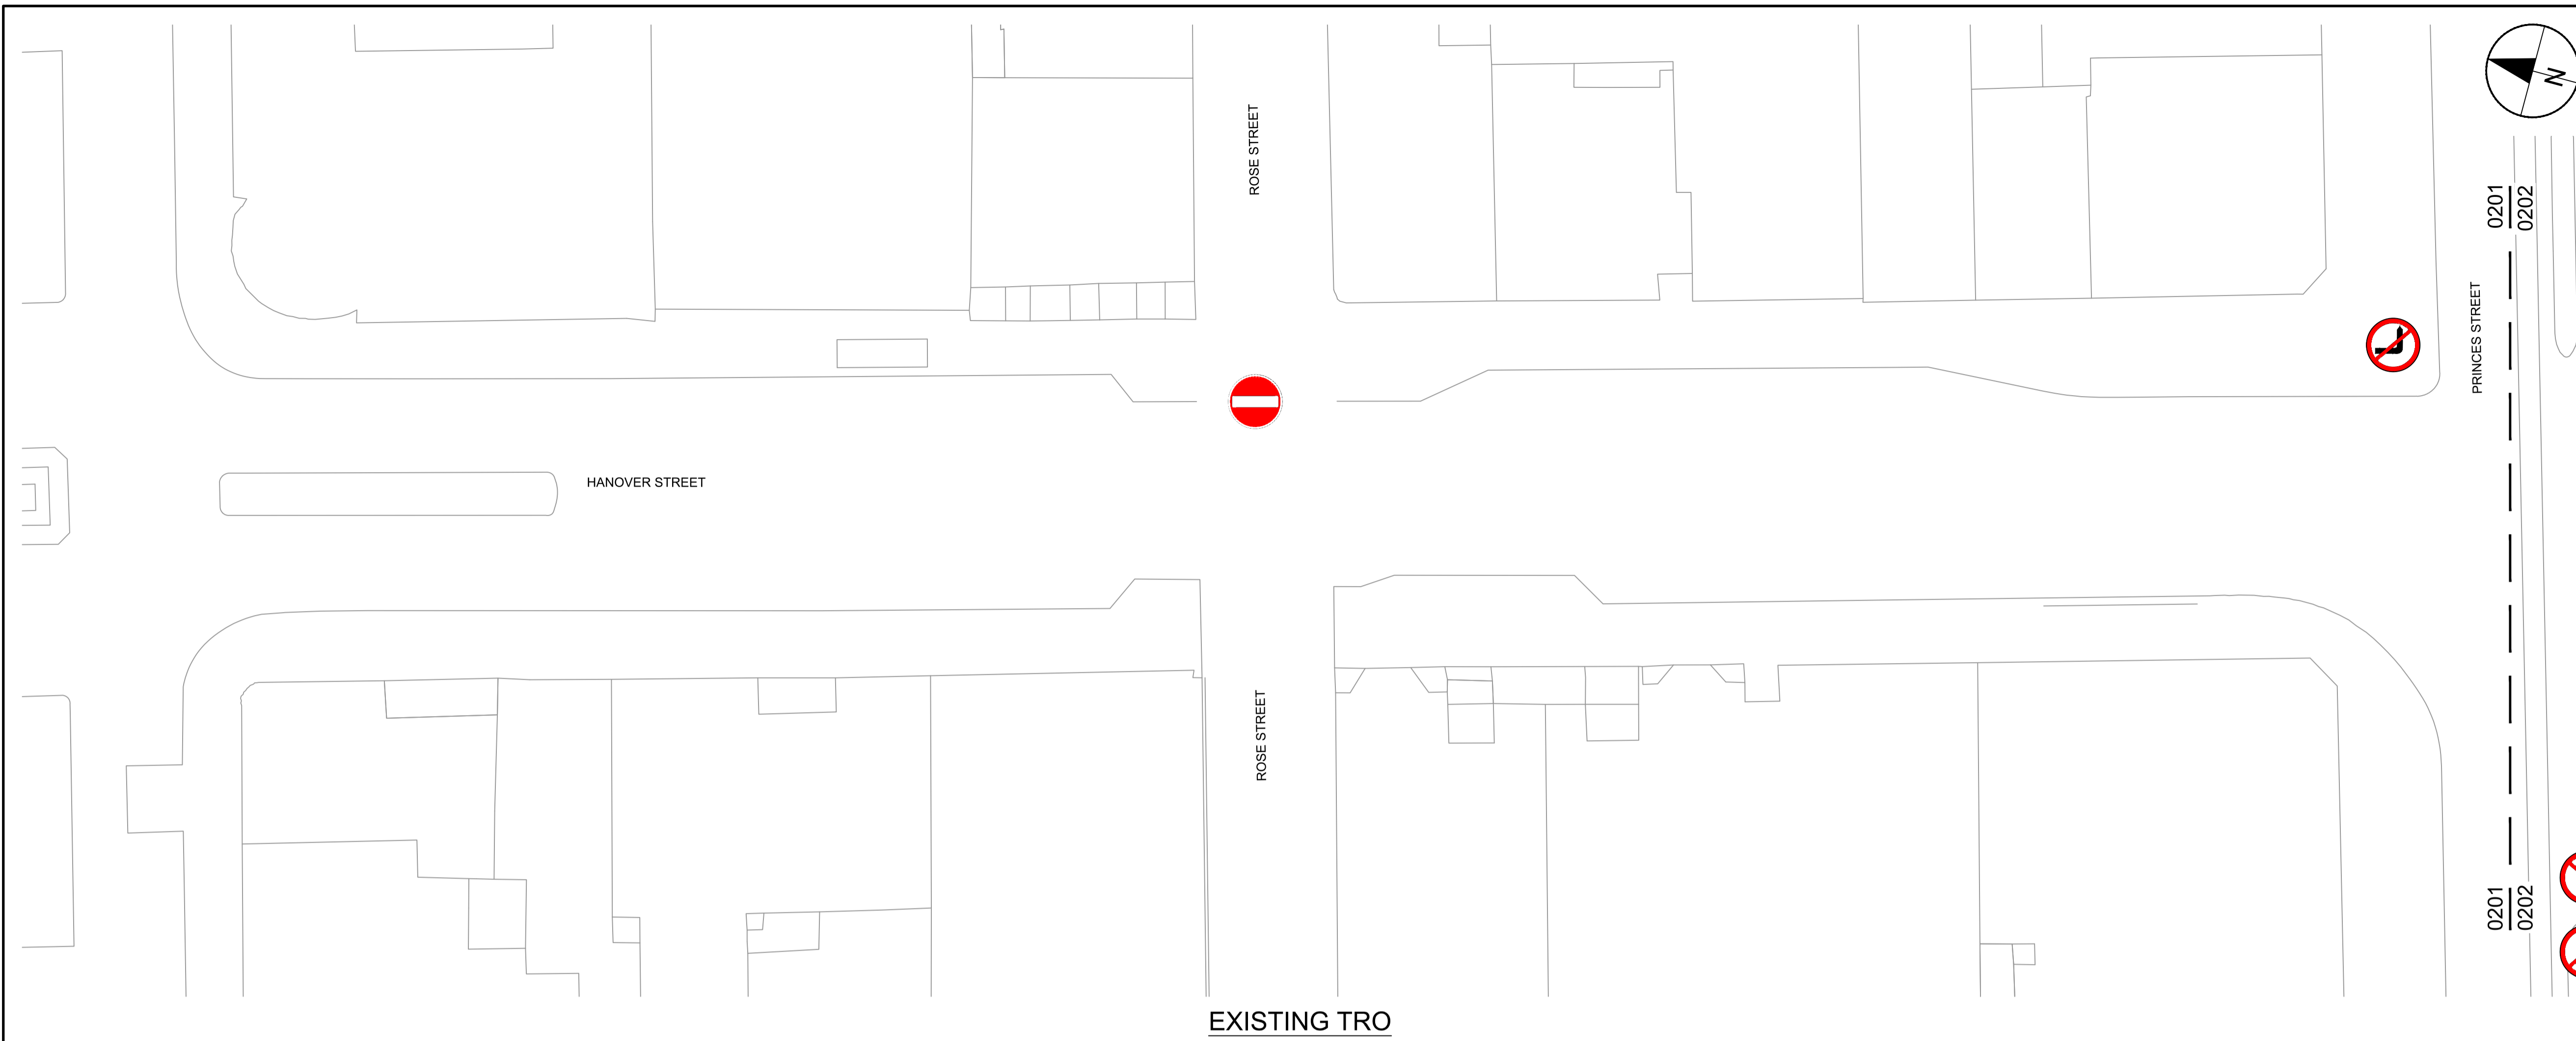 N
ROSE STREET
0201
0202
PRINCES STREET
HANOVER STREET
ROSE STREET
0201
0202
EXISTING TRO